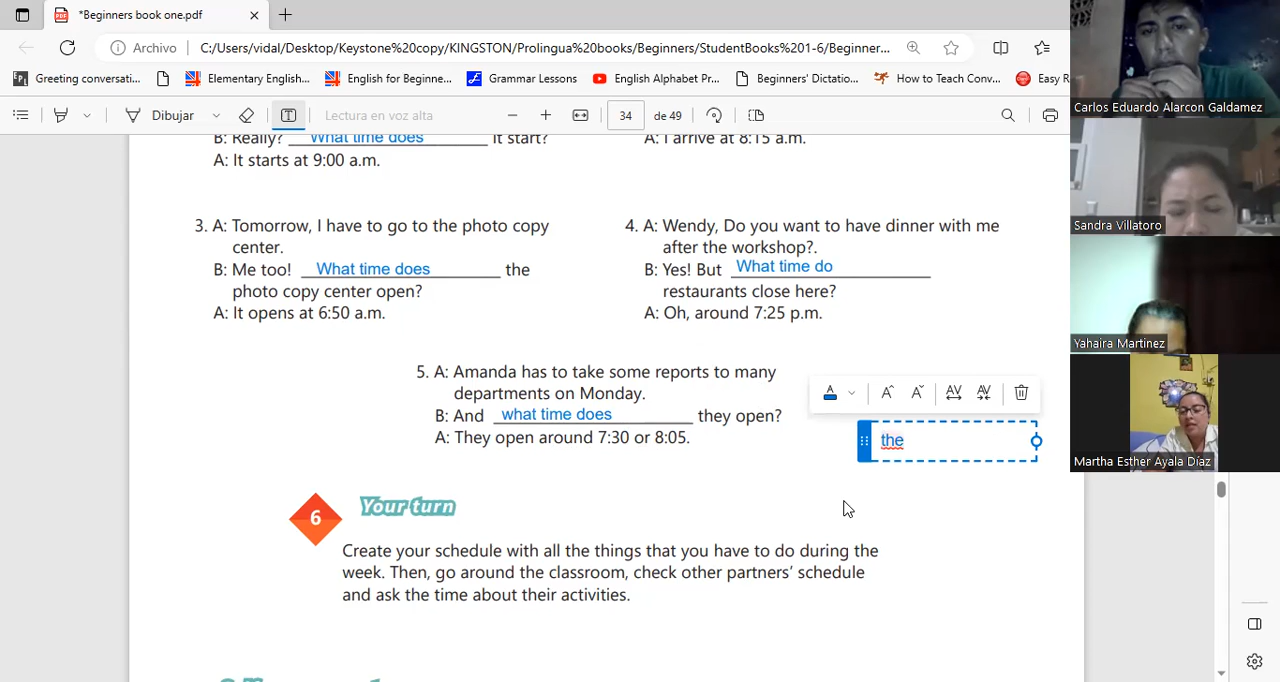 *Beginners book one.pdf
Archivo
C:/Users/vidal/Desktop/Keystone%20copy/KINGSTON/Prolingua%20books/Beginners/StudentBooks%201-6/Beginner...
Greeting conversati...
Elementary English...
English for Beginne...
Grammar Lessons
English Alphabet Pr...
Beginners' Dictatio...
How to Teach Conv...
Easy R
Dibujar
Lectura en voz alta
34
de 49
B: Really? What time does it start?
A: It starts at 9:00 a.m.
A: I arrive at 8:15 a.m.
3. A: Tomorrow, I have to go to the photo copy
center.
B: Me too! What time does the
photo copy center open?
A: It opens at 6:50 a.m.
4. A: Wendy, Do you want to have dinner with me
after the workshop?.
B: Yes! But What time do
restaurants close here?
A: Oh, around 7:25 p.m.
5. A: Amanda has to take some reports to many
departments on Monday.
B: And what time does they open?
A: They open around 7:30 or 8:05.
the
6
Your turn
Create your schedule with all the things that you have to do during the
week. Then, go around the classroom, check other partners' schedule
and ask the time about their activities.
Carlos Eduardo Alarcon Galdamez
Sandra Villatoro
Yahaira Martinez
Martha Esther Ayala Díaz